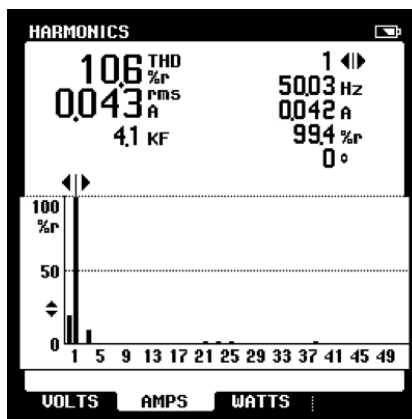 HARMONICS
10.6 THD %r
0.043 rms A
4.1 KF
1
50.03 Hz
0.042 A
99.4 %r
0 °
100
%r
50
0
1 5 9 13 17 21 25 29 33 37 41 45 49
VOLTS AMPS WATTS